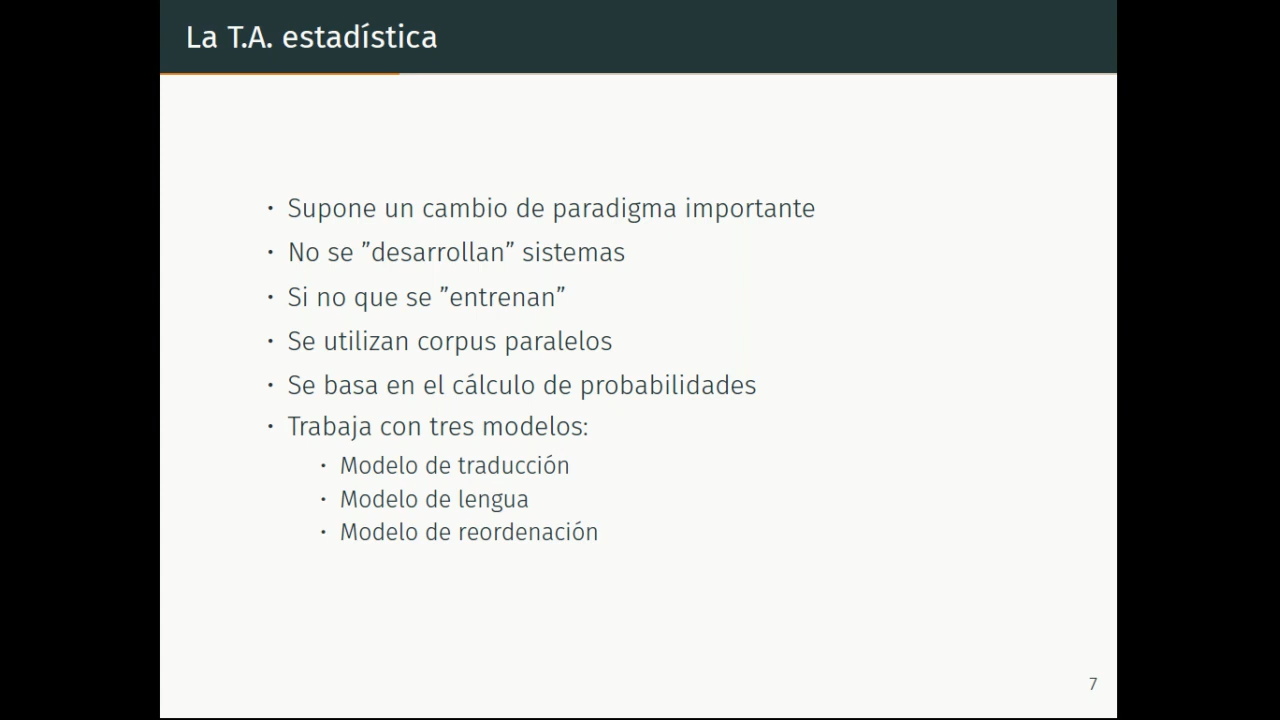 La T.A. estadística
· Supone un cambio de paradigma importante
· No se ”desarrollan” sistemas
· Si no que se ”entrenan”
· Se utilizan corpus paralelos
· Se basa en el cálculo de probabilidades
· Trabaja con tres modelos:
· Modelo de traducción
· Modelo de lengua
· Modelo de reordenación
7